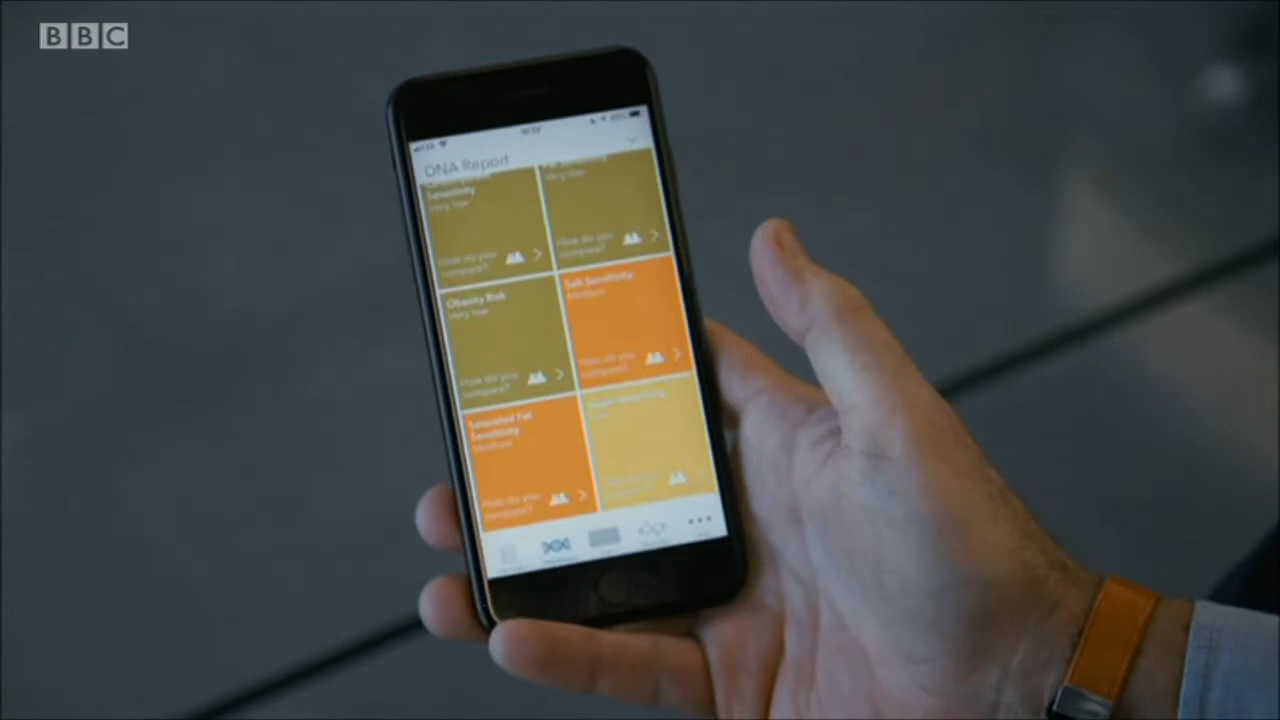 BBC
DNA Report
Sensitivity
Very low
Very low
How do you
compare?
How do you
compare?
Obesity Risk
Very low
Salt Sensitivity
Medium
How do you
compare?
How do you
compare?
Saturated Fat
Sensitivity
Medium
How do you
compare?